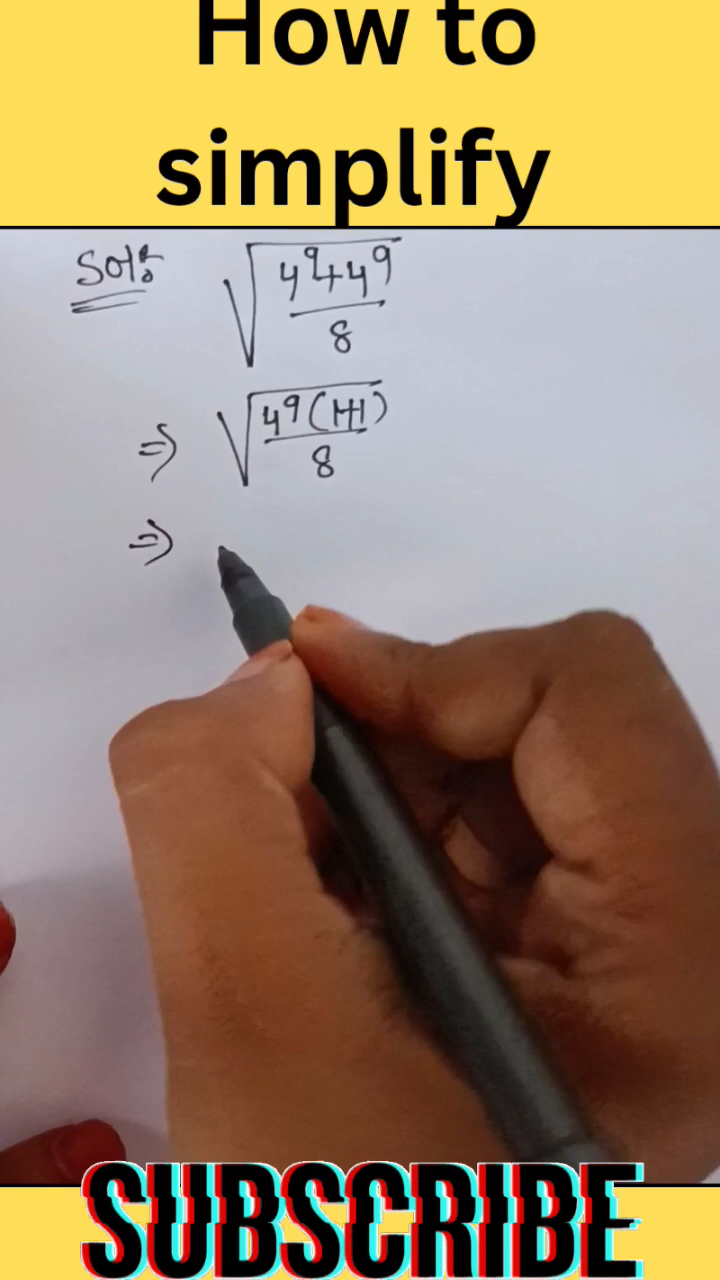 How to
simplify
Sol:
√((4⁹+4⁹)/8)
⇒ √((4⁹(1+1))/8)
⇒
SUBSCRIBE